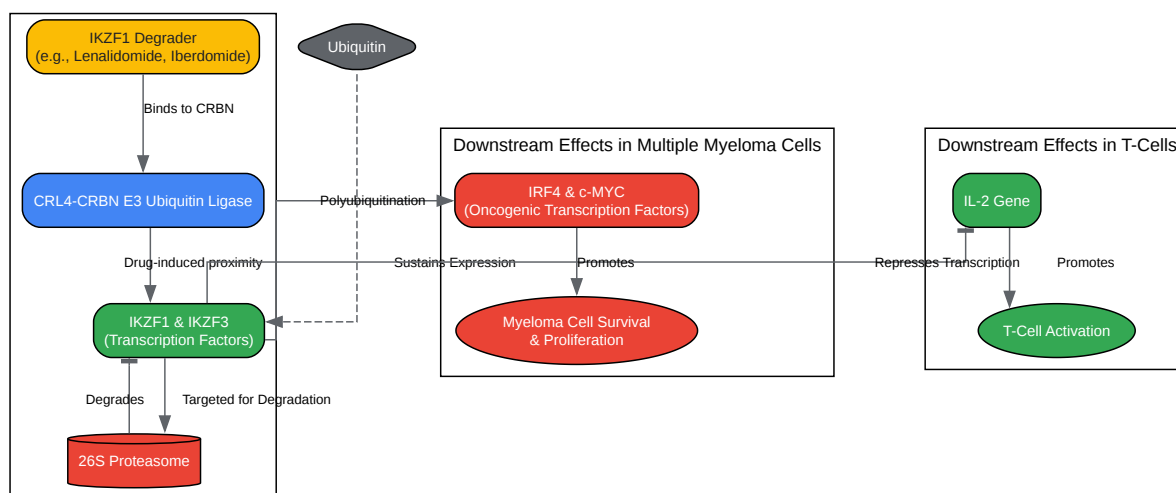 IKZF1 Degrader
(e.g., Lenalidomide, Iberdomide)
Ubiquitin
Binds to CRBN
Downstream Effects in Multiple Myeloma Cells
Downstream Effects in T-Cells
CRL4-CRBN E3 Ubiquitin Ligase
Polyubiquitination
IRF4 & c-MYC
(Oncogenic Transcription Factors)
IL-2 Gene
Drug-induced proximity
Sustains Expression
Promotes
Represses Transcription
Promotes
IKZF1 & IKZF3
(Transcription Factors)
Myeloma Cell Survival
& Proliferation
T-Cell Activation
Degrades
Targeted for Degradation
26S Proteasome